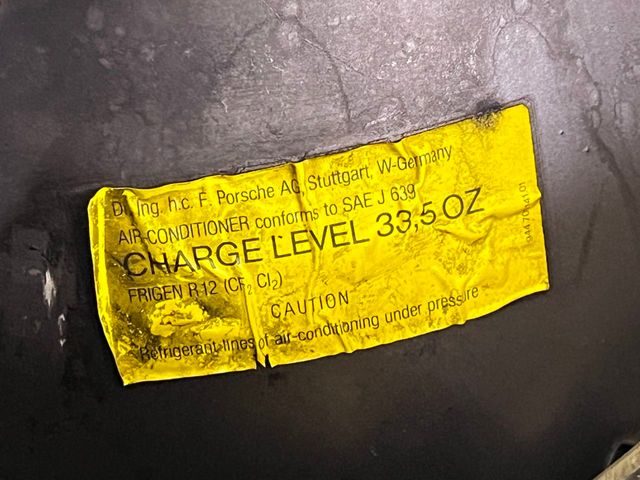 Dr. Ing. h.c. F. Porsche AG, Stuttgart, W-Germany
AIR-CONDITIONER conforms to SAE J 639
CHARGE LEVEL 33,5 OZ
FRIGEN R 12 (CF₂ Cl₂)
CAUTION
Refrigerant lines of air-conditioning under pressure